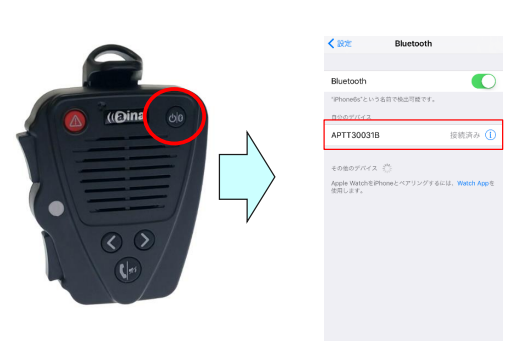 Aina
設定
Bluetooth
Bluetooth
"iPhone6s"という名前で検出可能です。
自分のデバイス
APTT30031B
接続済み
その他のデバイス
Apple WatchをiPhoneとペアリングするには、Watch Appを
使用します。